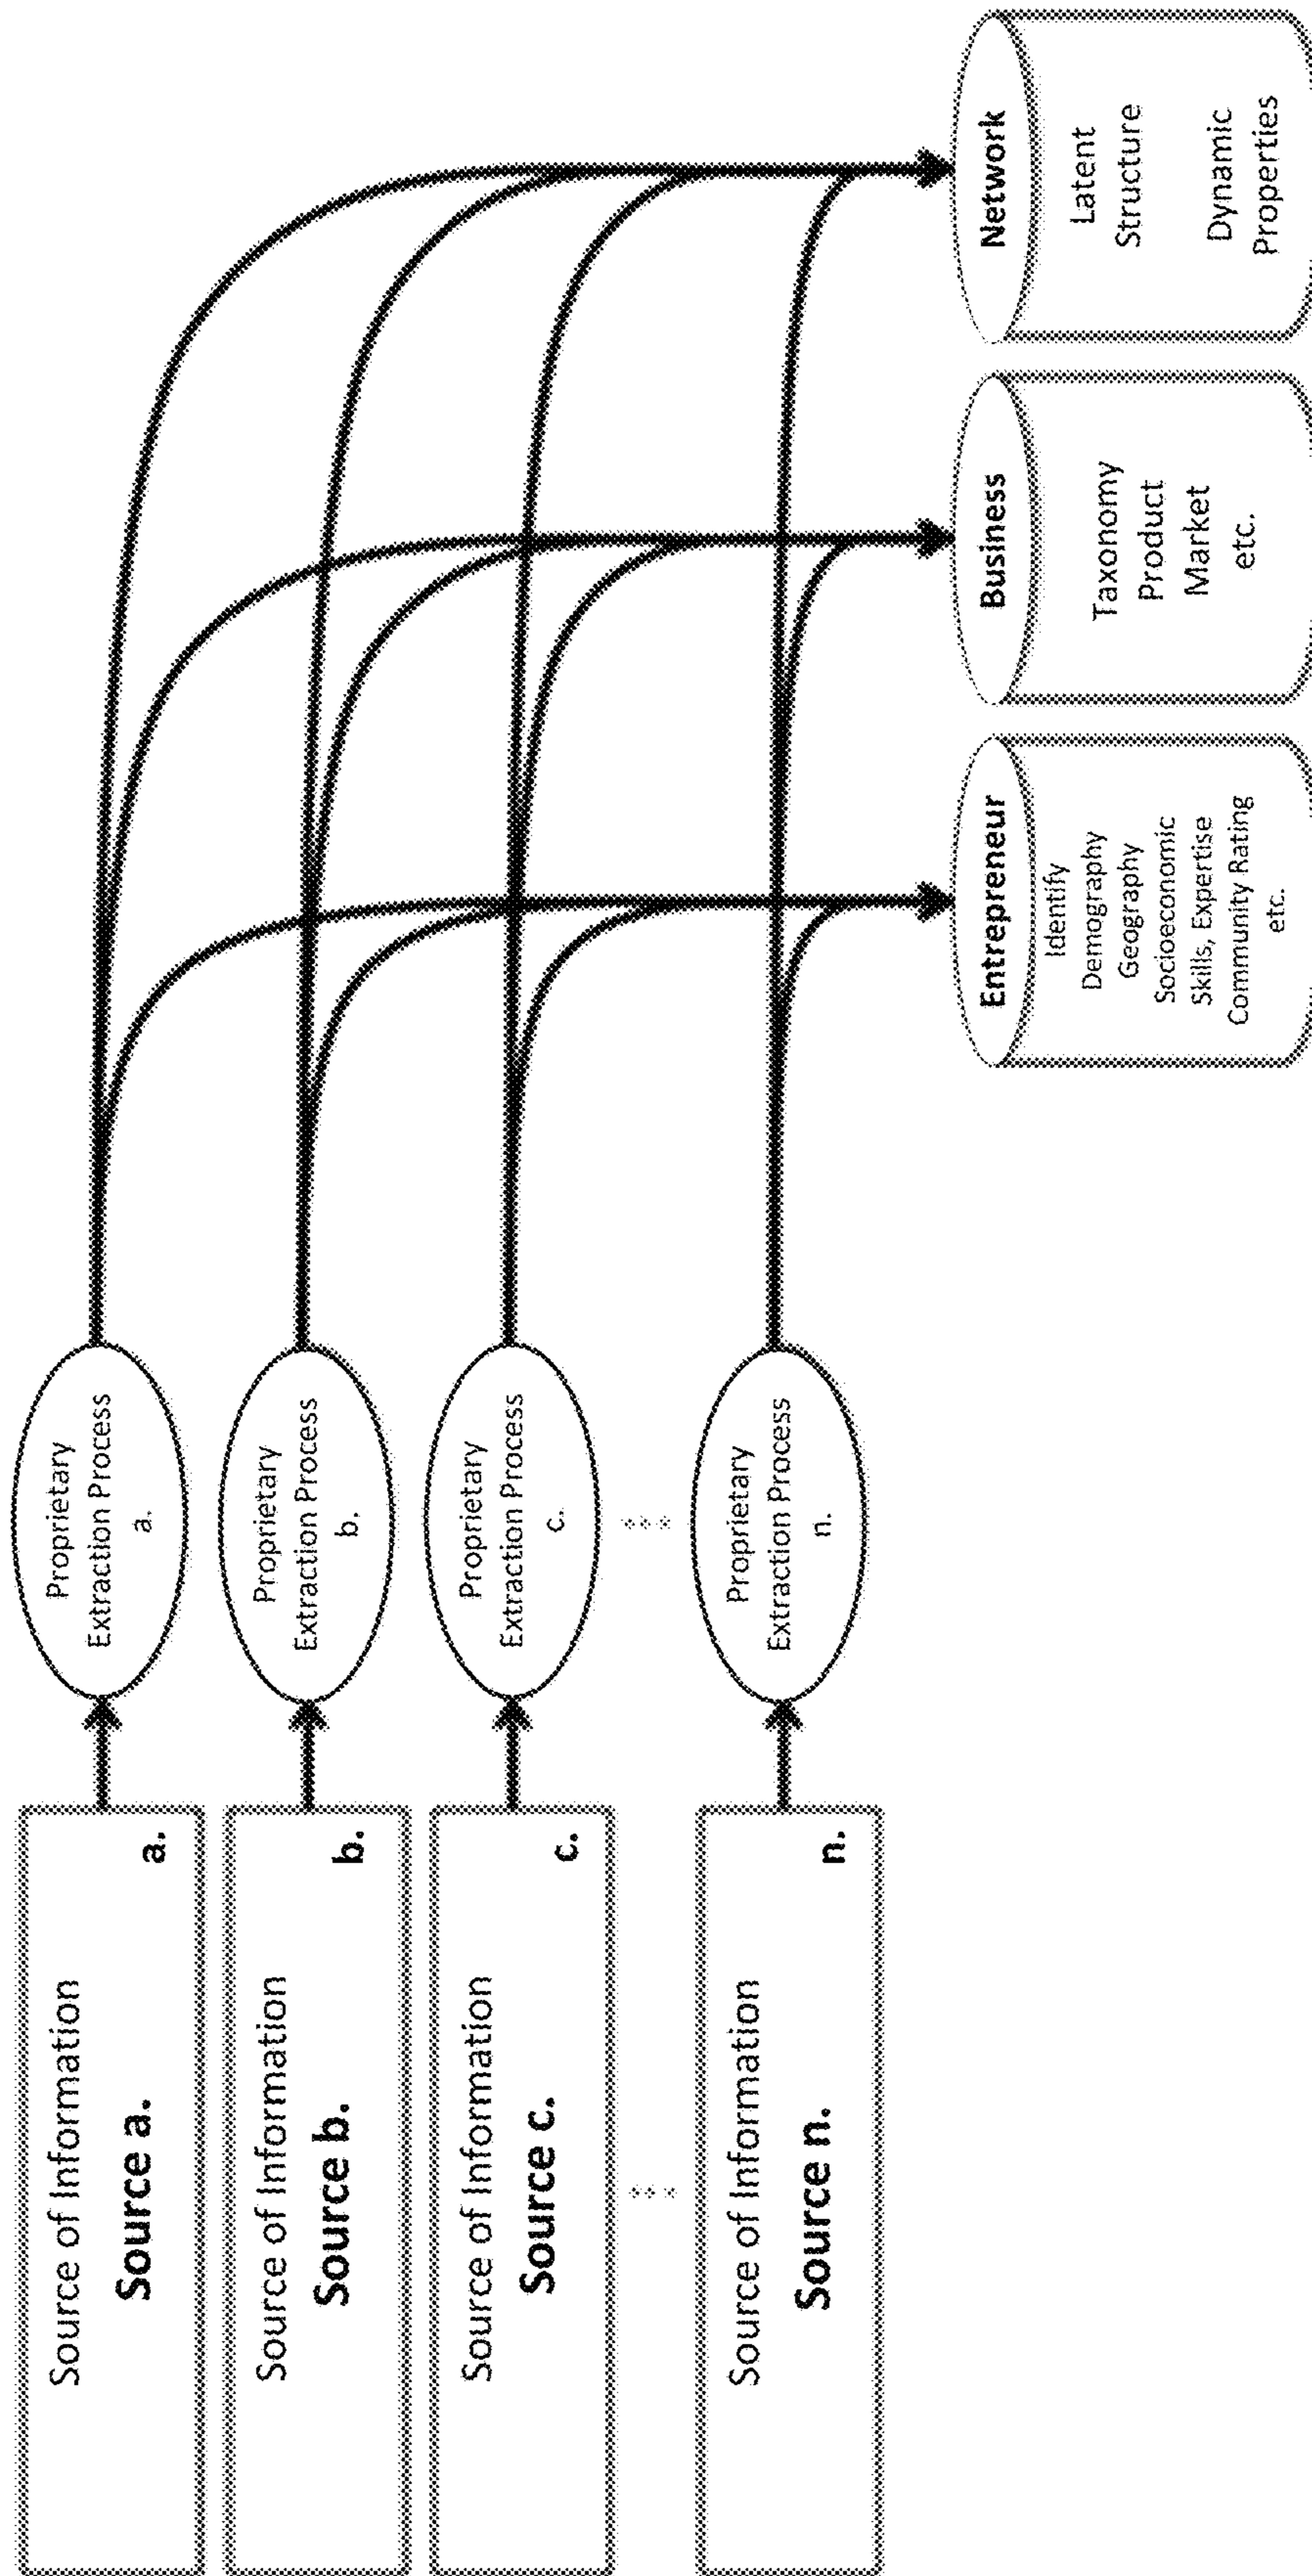 Source of Information
Source a.
a.
Proprietary
Extraction Process
a.
Source of Information
Source b.
b.
Proprietary
Extraction Process
b.
Source of Information
Source c.
c.
Proprietary
Extraction Process
c.
...
...
Source of Information
Source n.
n.
Proprietary
Extraction Process
n.
Entrepreneur
Identify
Demography
Geography
Socioeconomic
Skills, Expertise
Community Rating
etc.
Business
Taxonomy
Product
Market
etc.
Network
Latent
Structure
Dynamic
Properties